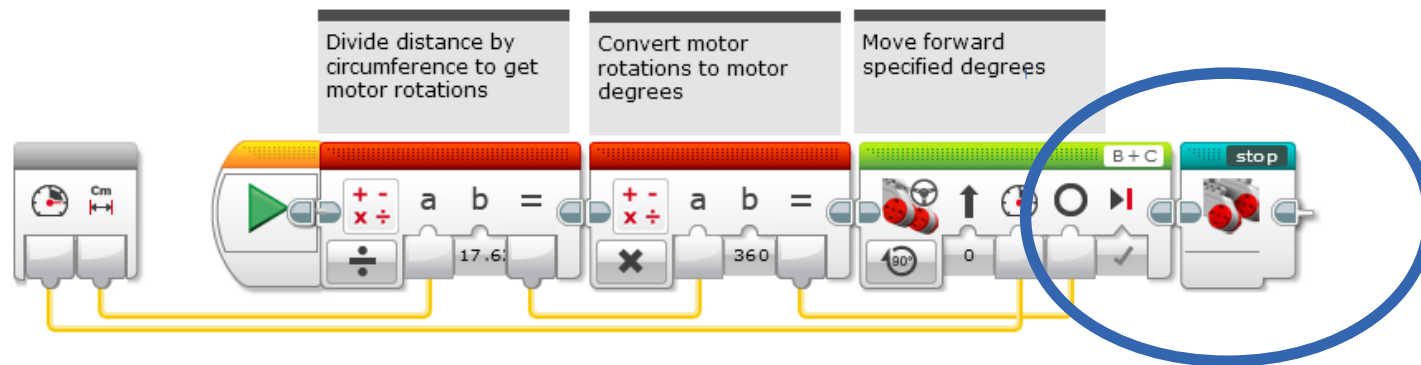 Divide distance by
circumference to get
motor rotations
Convert motor
rotations to motor
degrees
Move forward
specified degrees
B+C
stop
Cm
+ - x ÷ a b =
+ - x ÷ a b =
÷
× 360
90° 0